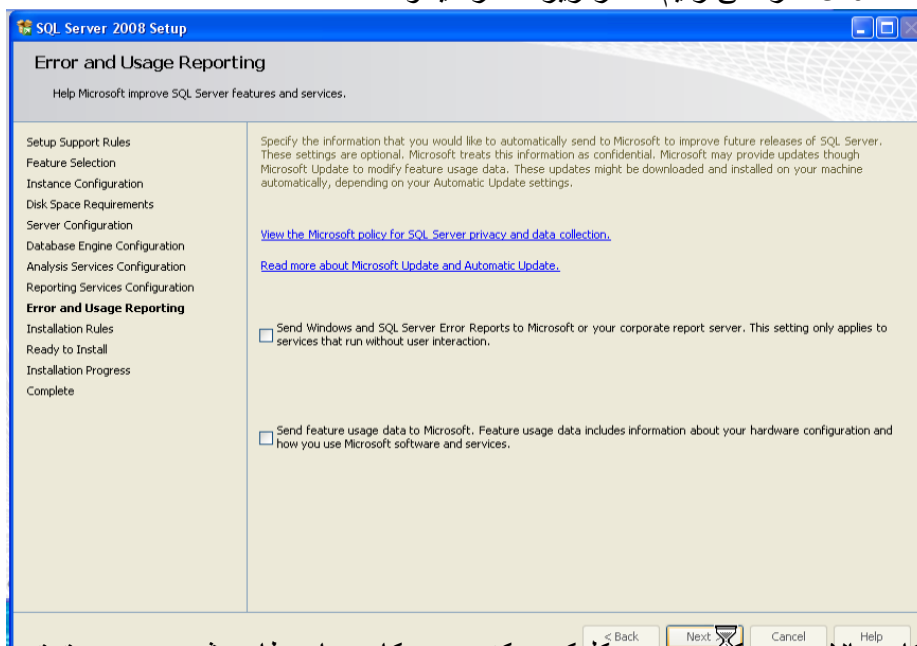 SQL Server 2008 Setup
Error and Usage Reporting
Help Microsoft improve SQL Server features and services.
Setup Support Rules
Feature Selection
Instance Configuration
Disk Space Requirements
Server Configuration
Database Engine Configuration
Analysis Services Configuration
Reporting Services Configuration
Error and Usage Reporting
Installation Rules
Ready to Install
Installation Progress
Complete
Specify the information that you would like to automatically send to Microsoft to improve future releases of SQL Server.
These settings are optional. Microsoft treats this information as confidential. Microsoft may provide updates though
Microsoft Update to modify feature usage data. These updates might be downloaded and installed on your machine
automatically, depending on your Automatic Update settings.
View the Microsoft policy for SQL Server privacy and data collection.
Read more about Microsoft Update and Automatic Update.
Send Windows and SQL Server Error Reports to Microsoft or your corporate report server. This setting only applies to
services that run without user interaction.
Send feature usage data to Microsoft. Feature usage data includes information about your hardware configuration and
how you use Microsoft software and services.
< Back
Next >
Cancel
Help